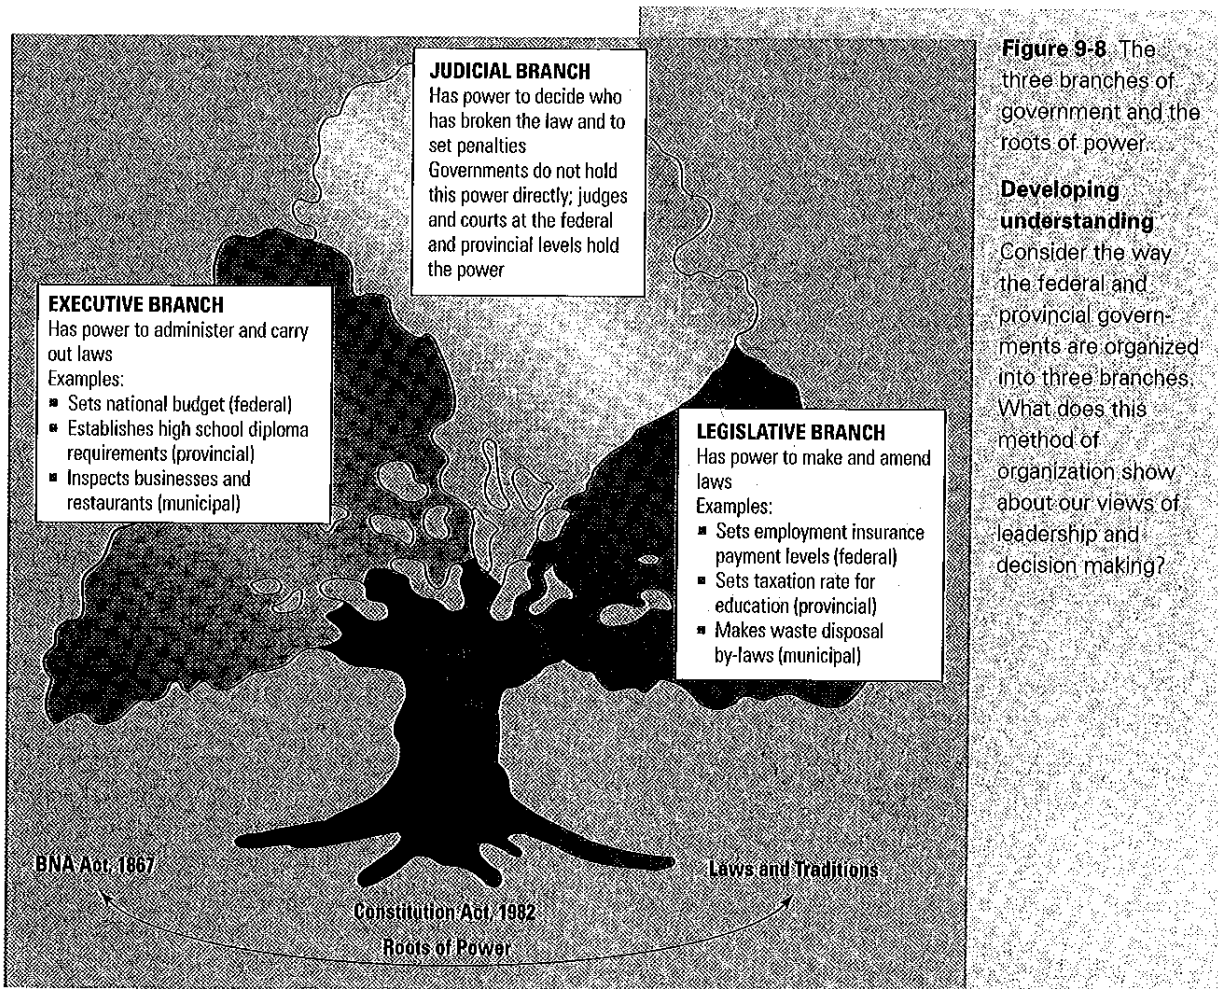 JUDICIAL BRANCH
Has power to decide who
has broken the law and to
set penalties
Governments do not hold
this power directly; judges
and courts at the federal
and provincial levels hold
the power
EXECUTIVE BRANCH
Has power to administer and carry
out laws
Examples:
▪ Sets national budget (federal)
▪ Establishes high school diploma
requirements (provincial)
▪ Inspects businesses and
restaurants (municipal)
LEGISLATIVE BRANCH
Has power to make and amend
laws
Examples:
▪ Sets employment insurance
payment levels (federal)
▪ Sets taxation rate for
education (provincial)
▪ Makes waste disposal
by-laws (municipal)
BNA Act, 1867
Constitution Act, 1982
Laws and Traditions
Roots of Power
Figure 9-8 The
three branches of
government and the
roots of power.
Developing
understanding
Consider the way
the federal and
provincial govern-
ments are organized
into three branches.
What does this
method of
organization show
about our views of
leadership and
decision making?